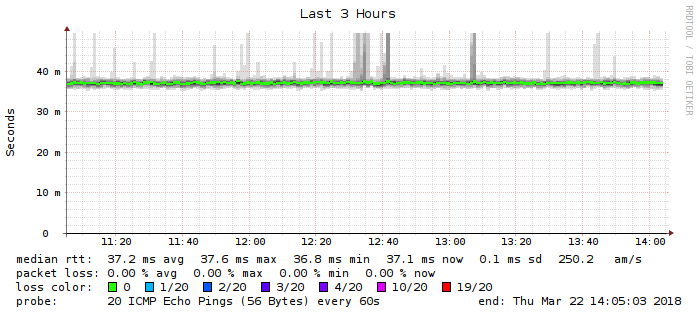 Last 3 Hours
RRDTOOL / TOBI OETIKER
Seconds
40 m
30 m
20 m
10 m
0
11:20 11:40 12:00 12:20 12:40 13:00 13:20 13:40 14:00
median rtt: 37.2 ms avg 37.6 ms max 36.8 ms min 37.1 ms now 0.1 ms sd 250.2 am/s
packet loss: 0.00 % avg 0.00 % max 0.00 % min 0.00 % now
loss color: 0 1/20 2/20 3/20 4/20 10/20 19/20
probe: 20 ICMP Echo Pings (56 Bytes) every 60s end: Thu Mar 22 14:05:03 2018